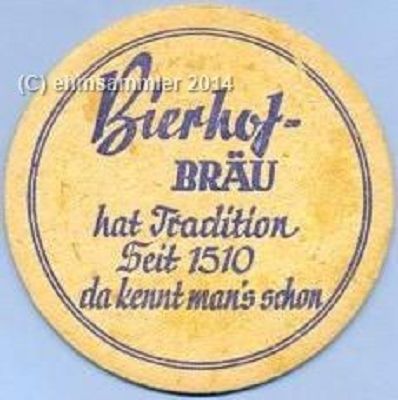 (C) ehmsammler 2014
Bierhof-
BRÄU
hat Tradition
Seit 1510
da kennt man's schon